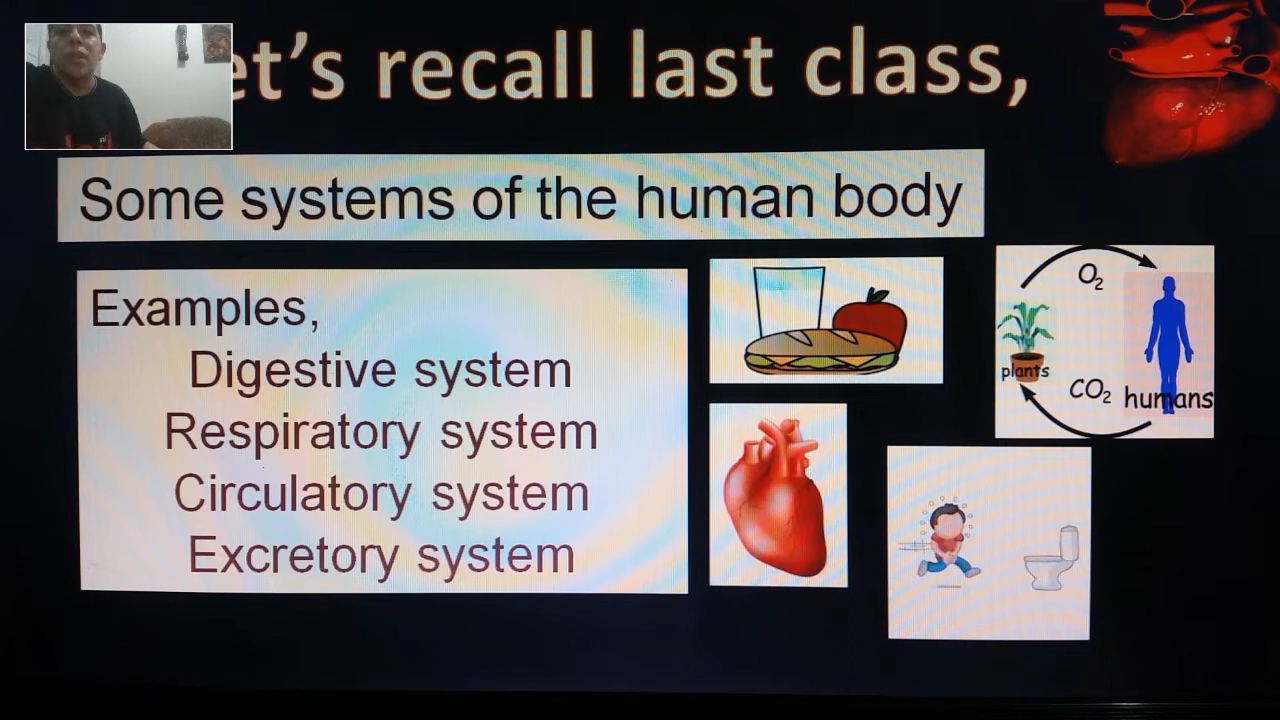 et's recall last class,
Some systems of the human body
Examples,
Digestive system
Respiratory system
Circulatory system
Excretory system
O2
plants
CO2
humans